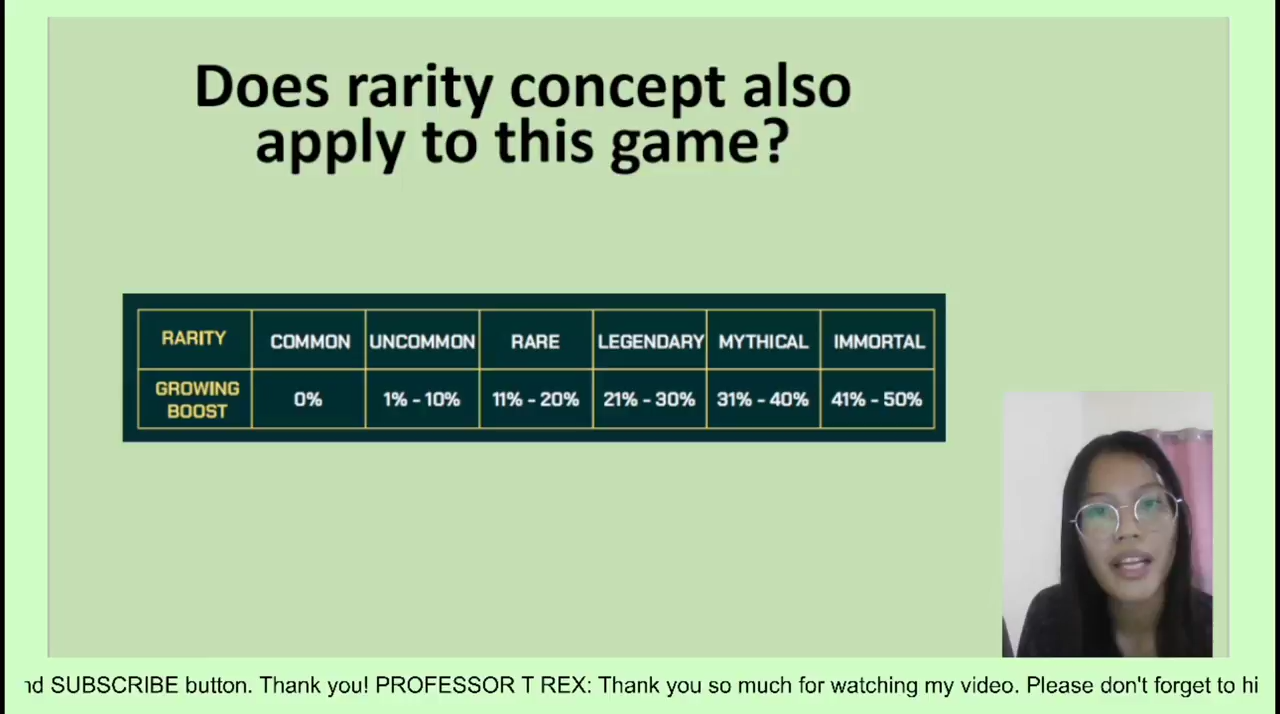 Does rarity concept also
apply to this game?
RARITY COMMON UNCOMMON RARE LEGENDARY MYTHICAL IMMORTAL
GROWING BOOST 0% 1% - 10% 11% - 20% 21% - 30% 31% - 40% 41% - 50%
nd SUBSCRIBE button. Thank you! PROFESSOR T REX: Thank you so much for watching my video. Please don't forget to hi